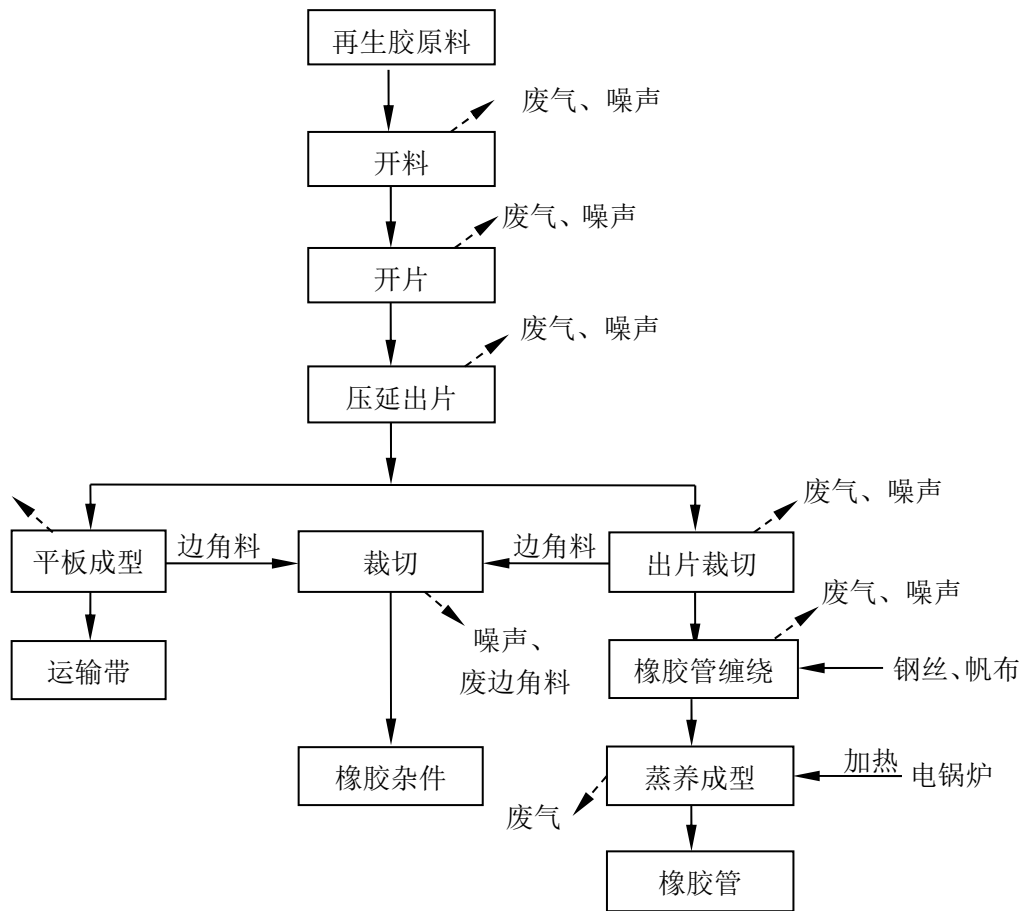 再生胶原料
废气、噪声
开料
废气、噪声
开片
废气、噪声
压延出片
废气、噪声
平板成型
边角料
裁切
边角料
出片裁切
废气、噪声
噪声、
废边角料
运输带
橡胶管缠绕
钢丝、帆布
橡胶杂件
蒸养成型
加热
电锅炉
废气
橡胶管